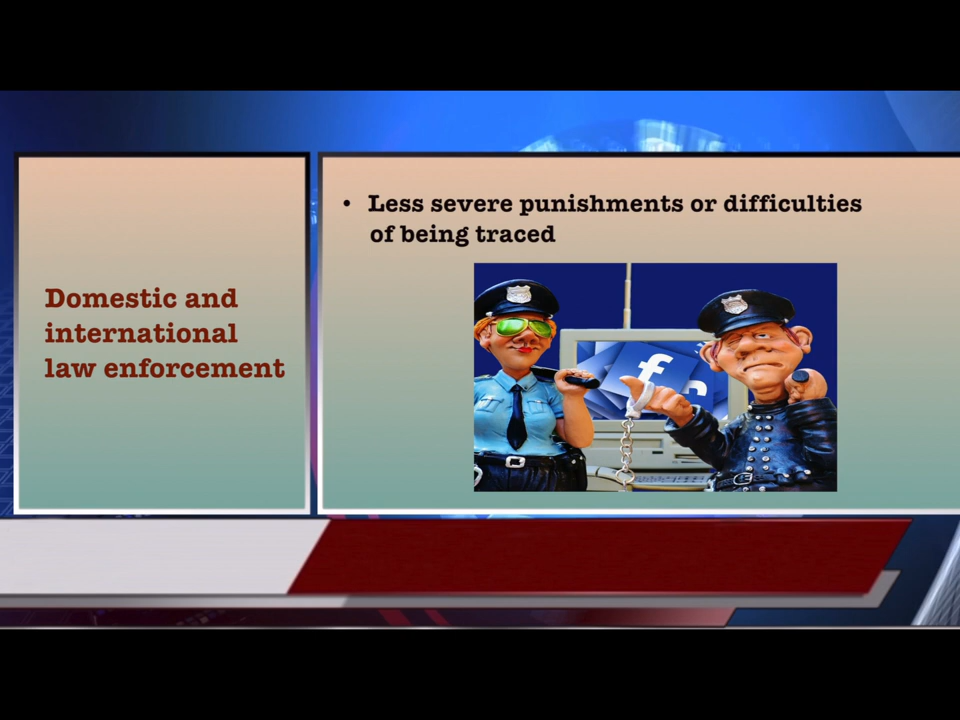 • Less severe punishments or difficulties
of being traced
Domestic and
international
law enforcement
f